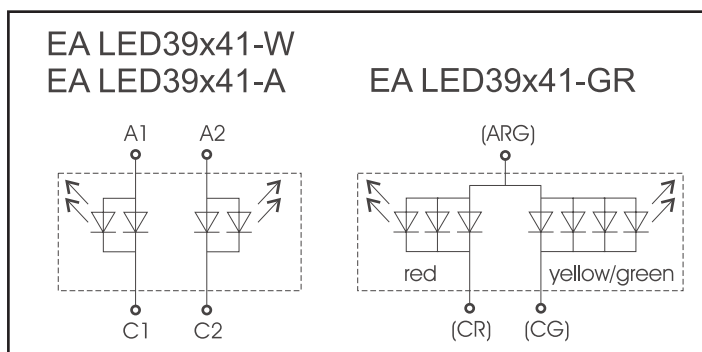 EA LED39x41-W
EA LED39x41-A
EA LED39x41-GR
A1 A2
(ARG)
red
yellow/green
C1 C2
(CR) (CG)